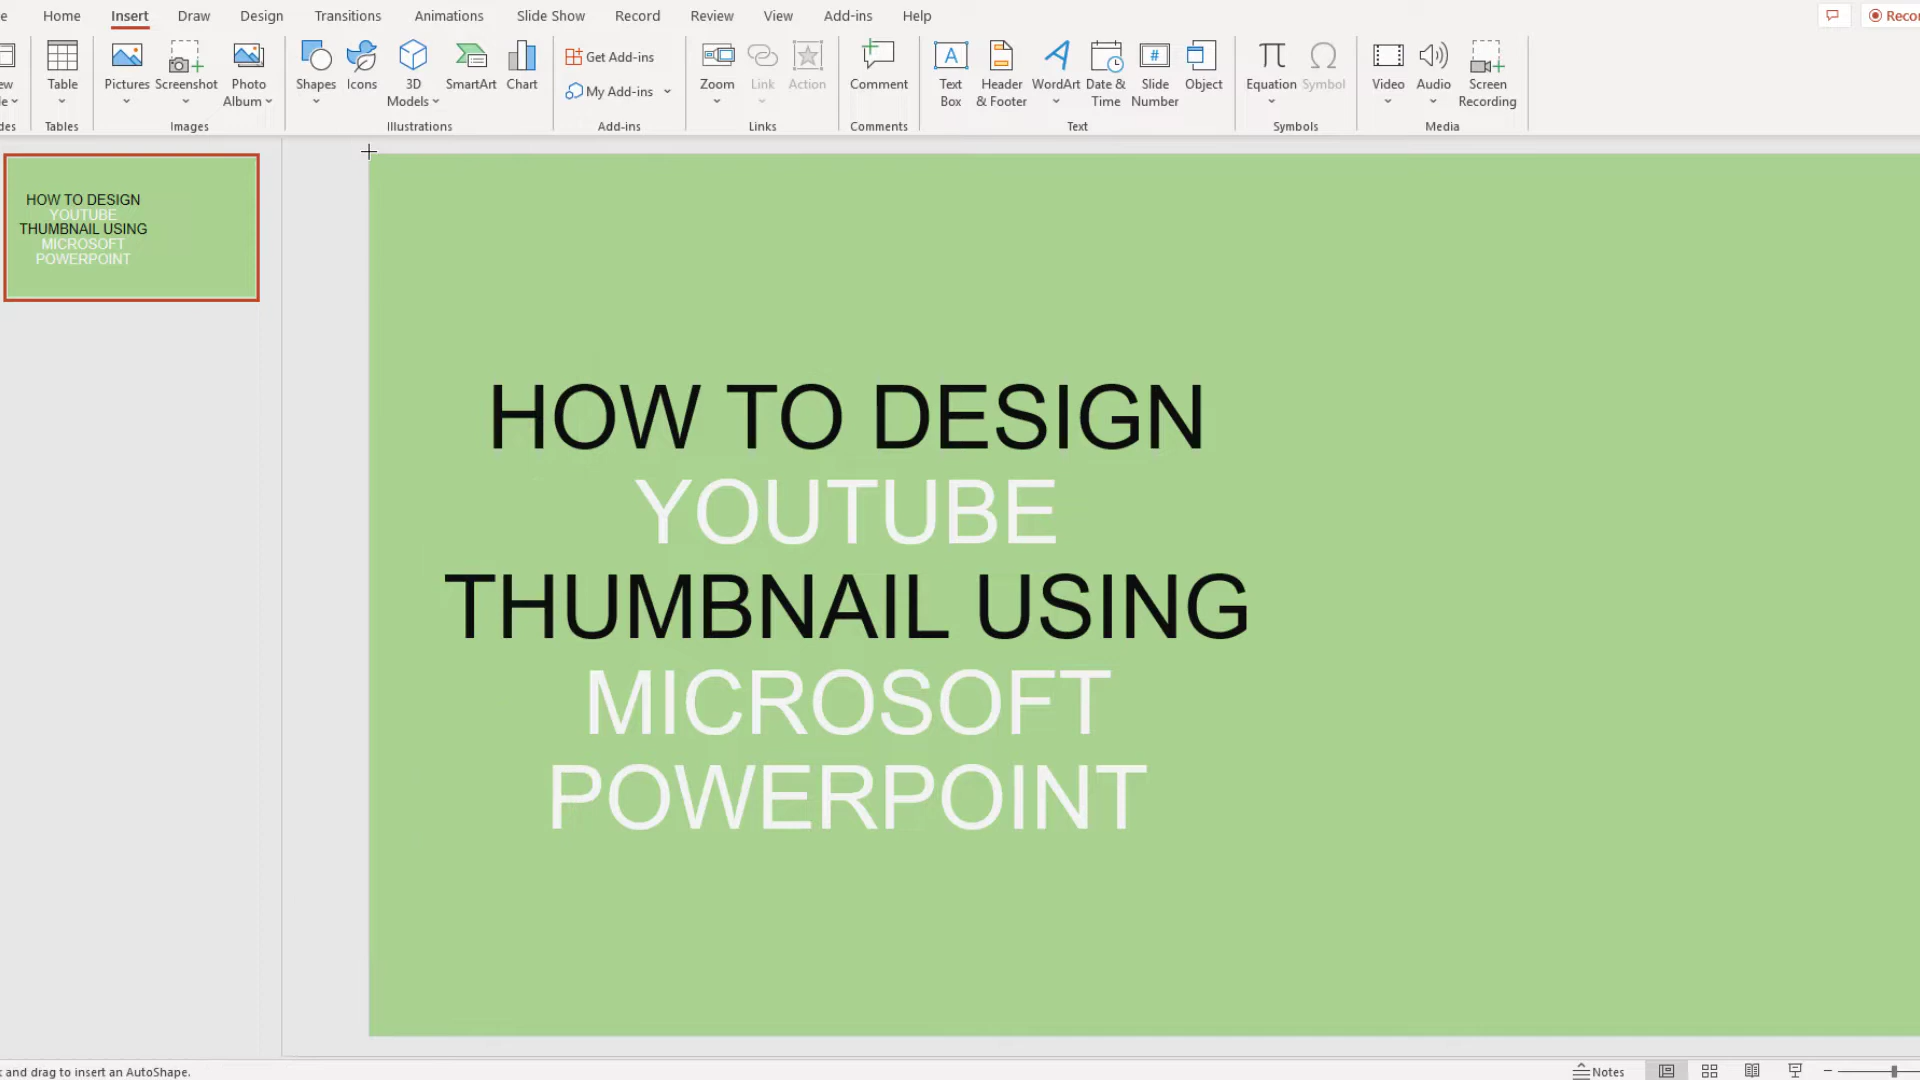 Home Insert Draw Design Transitions Animations Slide Show Record Review View Add-ins Help
Table Pictures Screenshot Photo Album Shapes Icons 3D Models SmartArt Chart Get Add-ins My Add-ins Zoom Link Action Comment Text Box Header & Footer WordArt Date & Time Slide Number Object Equation Symbol Video Audio Screen Recording
Tables Images Illustrations Add-ins Links Comments Text Symbols Media
HOW TO DESIGN
YOUTUBE
THUMBNAIL USING
MICROSOFT
POWERPOINT
HOW TO DESIGN
YOUTUBE
THUMBNAIL USING
MICROSOFT
POWERPOINT
and drag to insert an AutoShape.
Notes